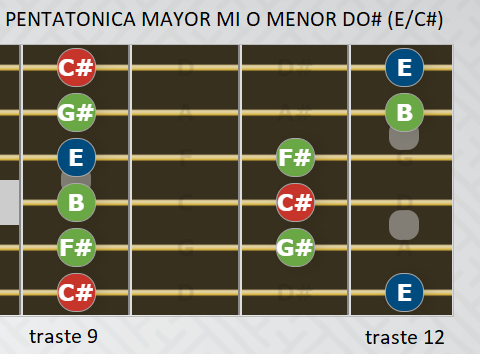 PENTATONICA MAYOR MI O MENOR DO# (E/C#)
C# D D# E
G# A A# B
E F F# G
B C C# D
F# G G# A
C# D D# E
traste 9 traste 12